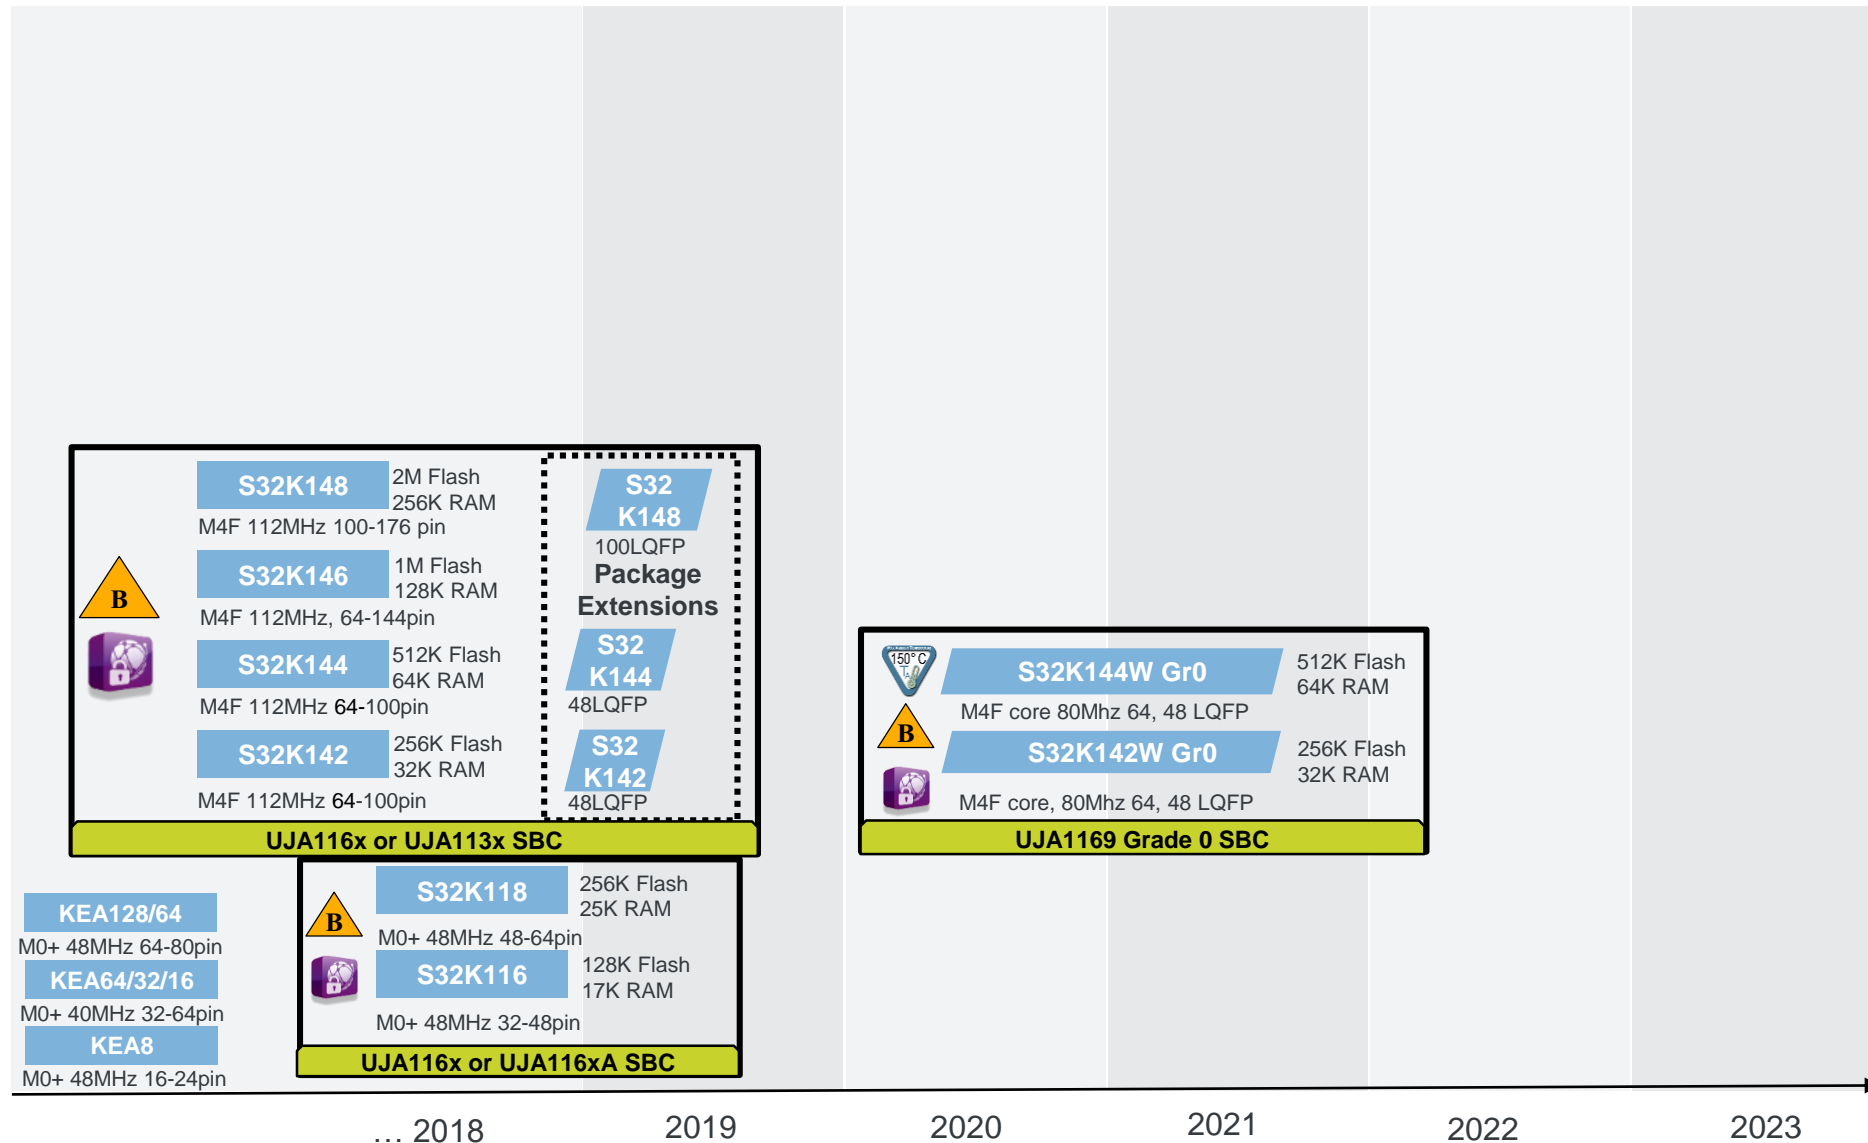 S32K148
2M Flash
256K RAM
M4F 112MHz 100-176 pin
S32K146
1M Flash
128K RAM
M4F 112MHz, 64-144pin
B
S32K144
512K Flash
64K RAM
M4F 112MHz 64-100pin
S32K142
256K Flash
32K RAM
M4F 112MHz 64-100pin
S32
K148
100LQFP
Package
Extensions
S32
K144
48LQFP
S32
K142
48LQFP
UJA116x or UJA113x SBC
150° C
TA
S32K144W Gr0
512K Flash
64K RAM
M4F core 80Mhz 64, 48 LQFP
B
S32K142W Gr0
256K Flash
32K RAM
M4F core, 80Mhz 64, 48 LQFP
UJA1169 Grade 0 SBC
KEA128/64
M0+ 48MHz 64-80pin
KEA64/32/16
M0+ 40MHz 32-64pin
KEA8
M0+ 48MHz 16-24pin
B
S32K118
256K Flash
25K RAM
M0+ 48MHz 48-64pin
S32K116
128K Flash
17K RAM
M0+ 48MHz 32-48pin
UJA116x or UJA116xA SBC
… 2018
2019
2020
2021
2022
2023